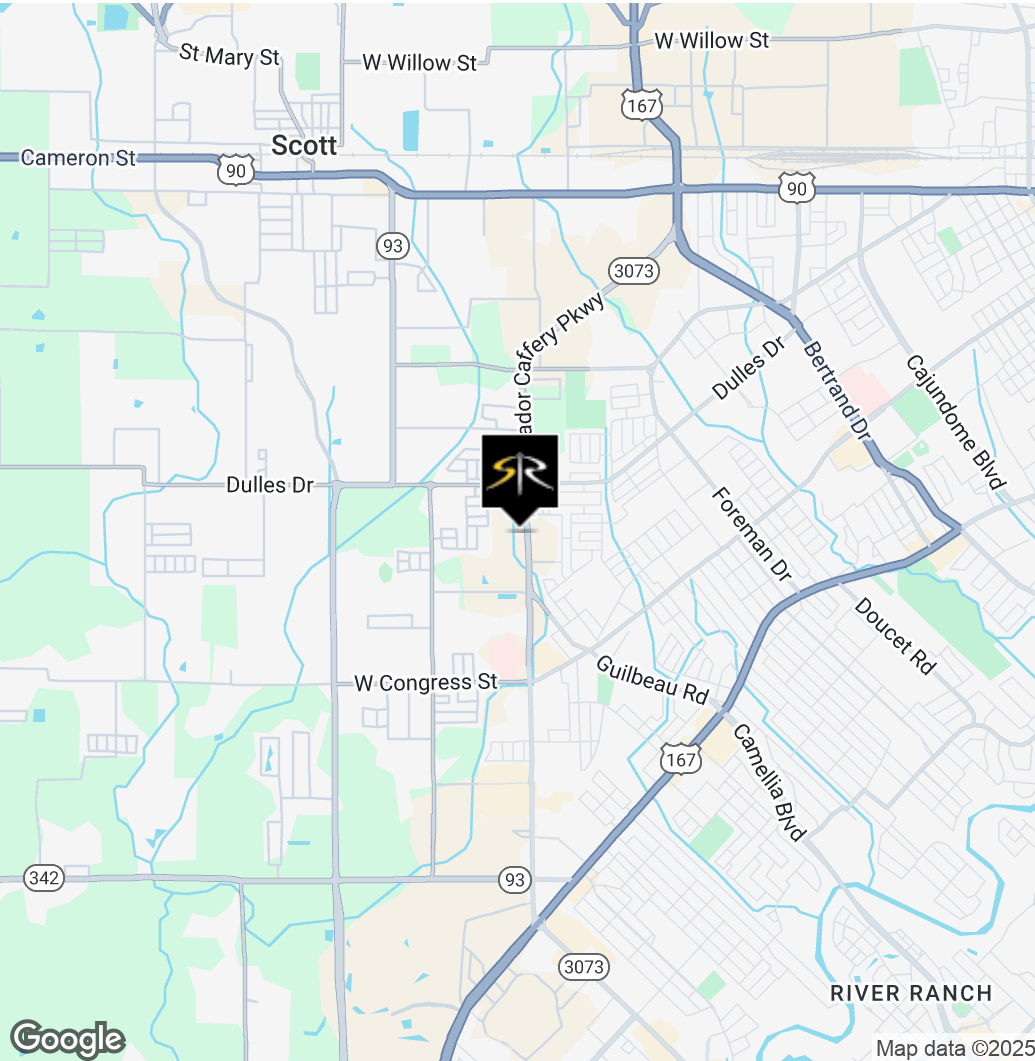 W Willow St
St Mary St
W Willow St
167
Scott
Cameron St
90
90
93
3073
ador Caffery Pkwy
Dulles Dr
Bertrand Dr
Cajundome Blvd
SR
Dulles Dr
Foreman Dr
Doucet Rd
W Congress St
Guilbeau Rd
Camellia Blvd
167
342
93
3073
RIVER RANCH
Google
Map data ©2025